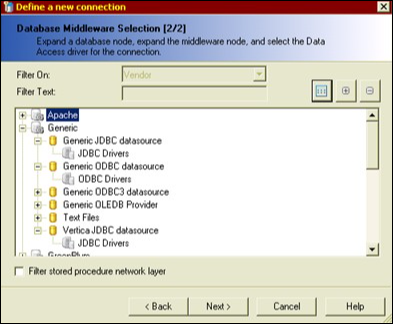 Define a new connection
Database Middleware Selection [2/2]
Expand a database node, expand the middleware node, and select the Data
Access driver for the connection.
Filter On:
Vendor
Filter Text:
Apache
Generic
Generic JDBC datasource
JDBC Drivers
Generic ODBC datasource
ODBC Drivers
Generic ODBC3 datasource
Generic OLEDB Provider
Text Files
Vertica JDBC datasource
JDBC Drivers
GreenPlum
Filter stored procedure network layer
< Back
Next >
Cancel
Help